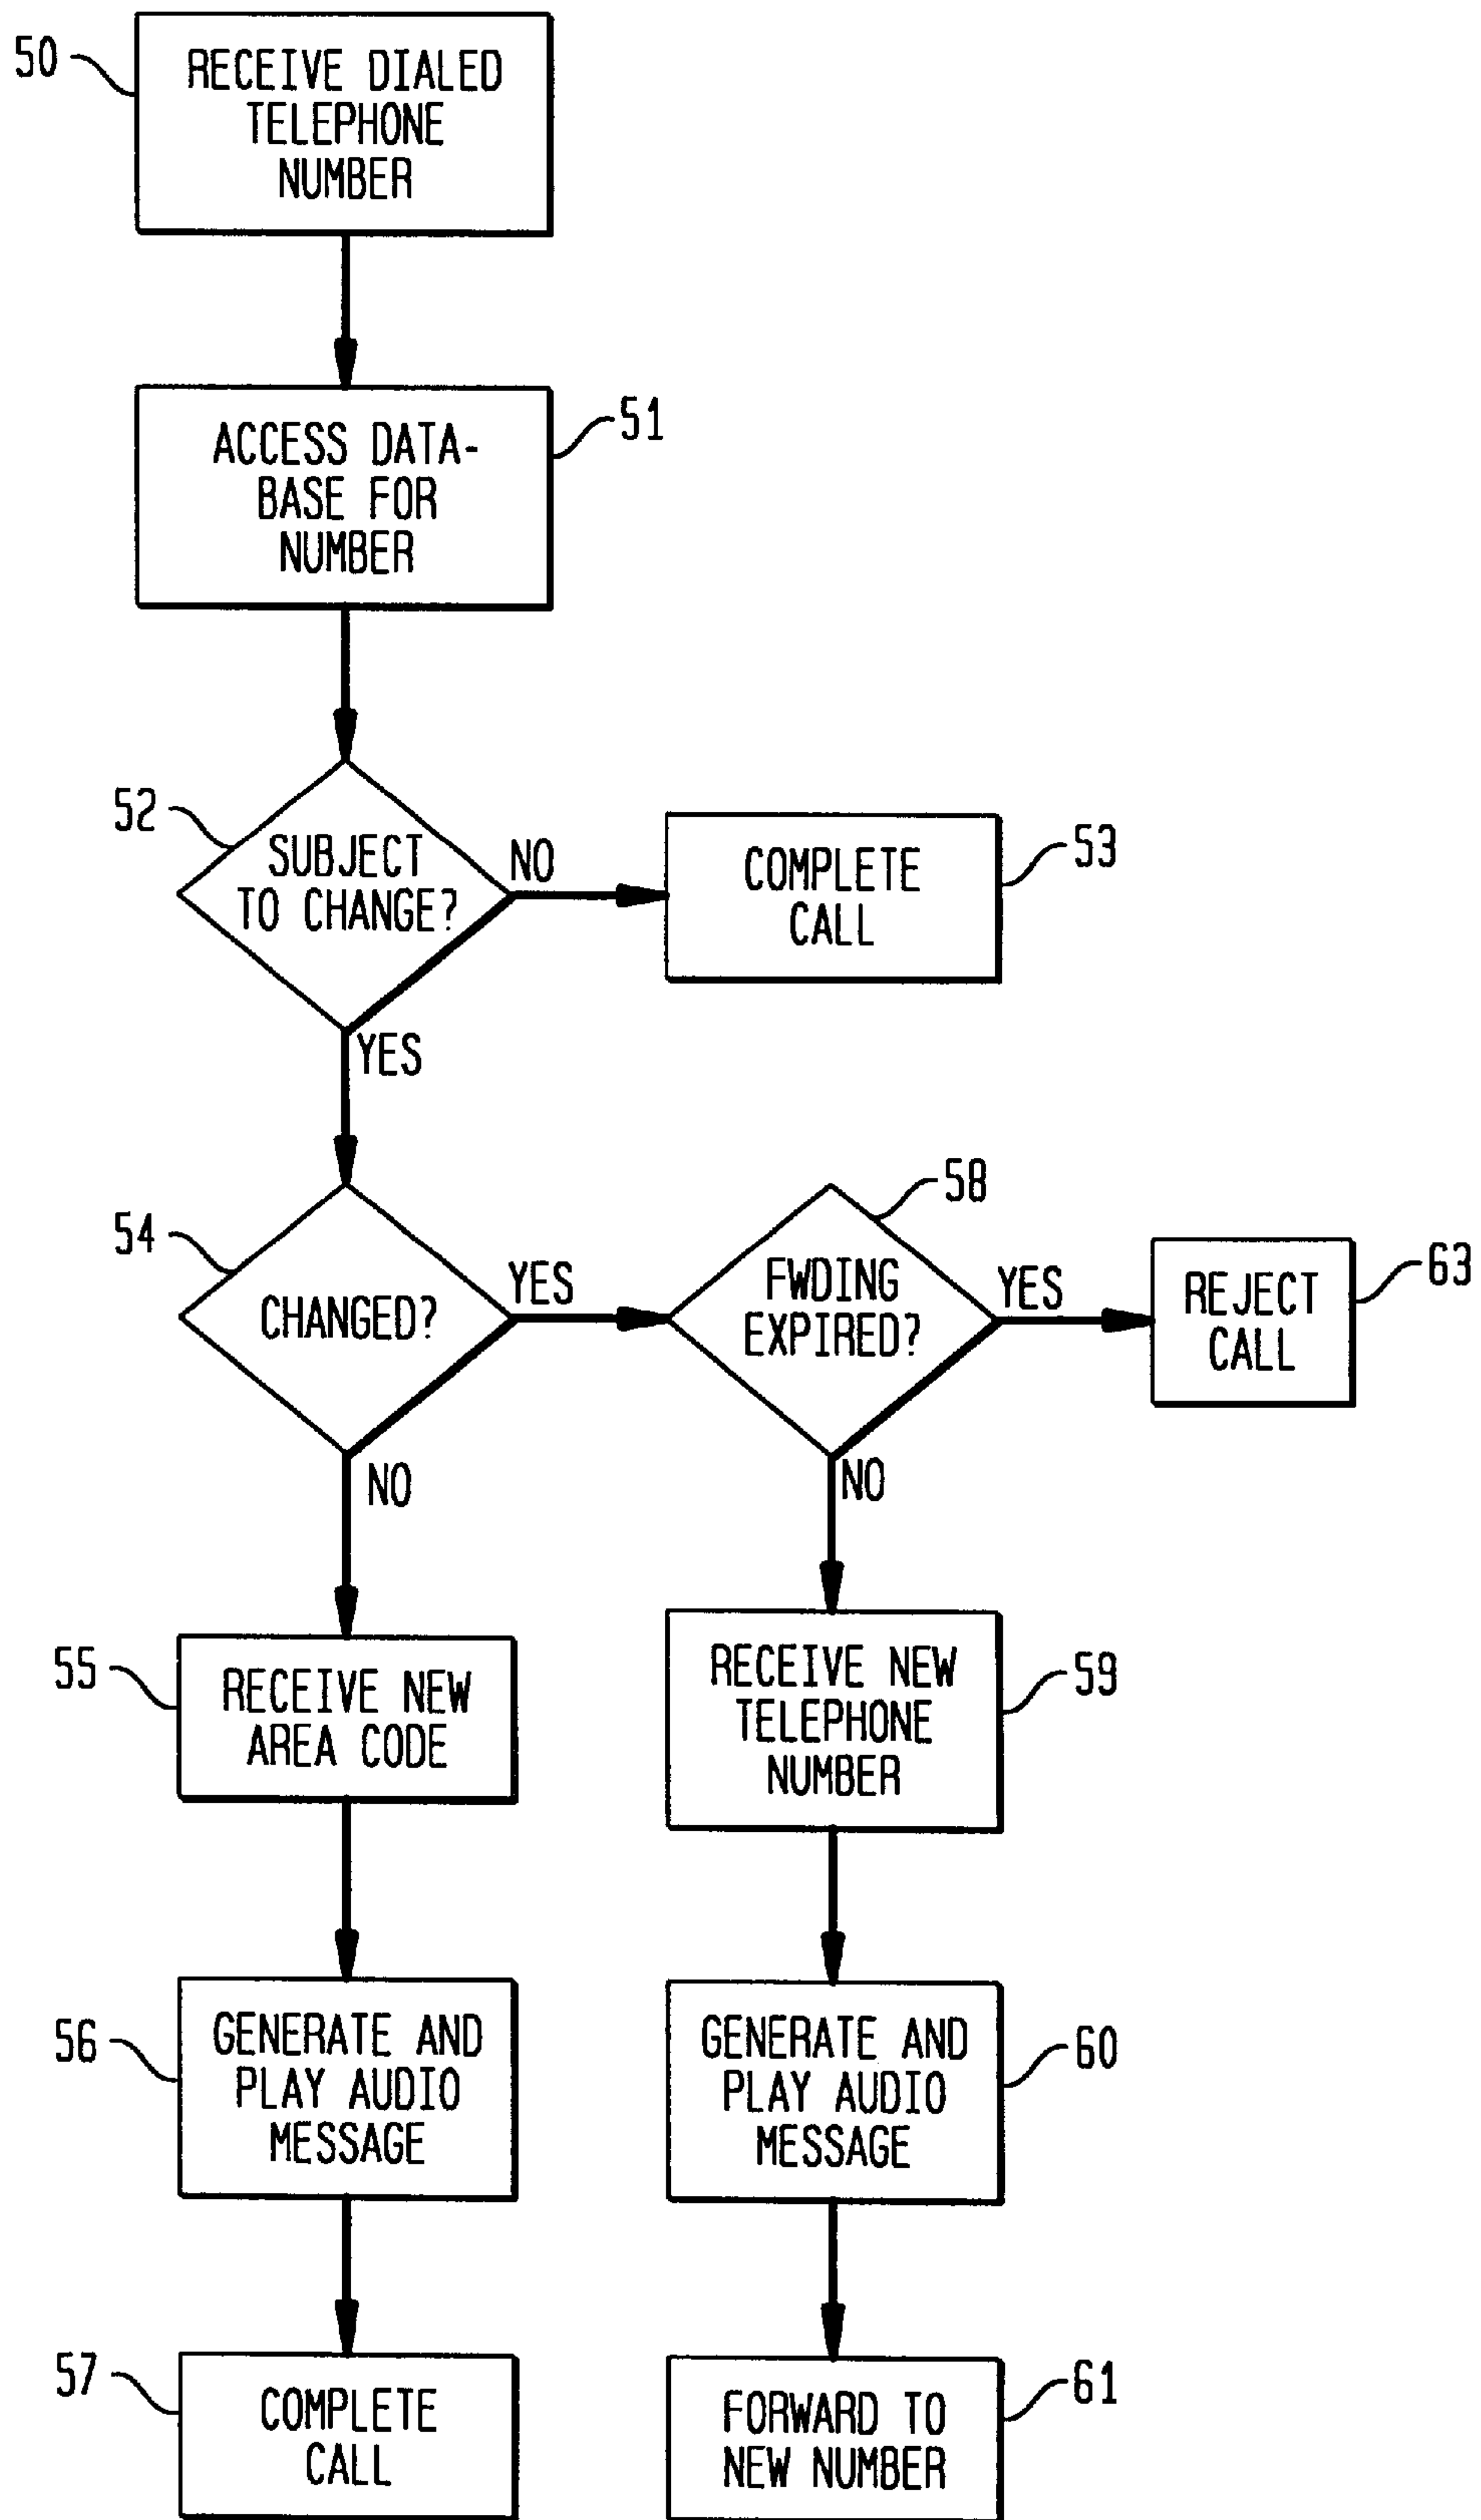 50
RECEIVE DIALED
TELEPHONE
NUMBER
51
ACCESS DATA-
BASE FOR
NUMBER
52
SUBJECT
TO CHANGE?
NO
COMPLETE
CALL
53
YES
54
CHANGED?
YES
58
FWDING
EXPIRED?
YES
REJECT
CALL
63
NO
NO
55
RECEIVE NEW
AREA CODE
RECEIVE NEW
TELEPHONE
NUMBER
59
56
GENERATE AND
PLAY AUDIO
MESSAGE
GENERATE AND
PLAY AUDIO
MESSAGE
60
57
COMPLETE
CALL
FORWARD TO
NEW NUMBER
61